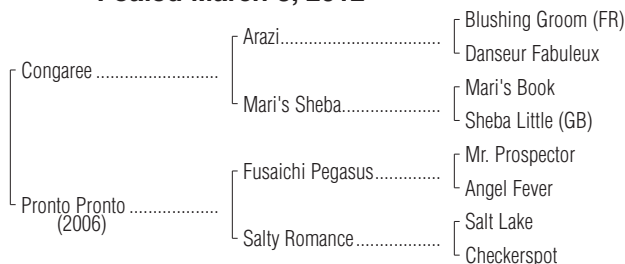 Foaled March 2012
Blushing Groom (FR)
Arazi
Danseur Fabuleux
Congaree
Mari's Book
Mari's Sheba
Sheba Little (GB)
Mr. Prospector
Fusaichi Pegasus
Angel Fever
Pronto Pronto
(2006)
Salt Lake
Salty Romance
Checkerspot